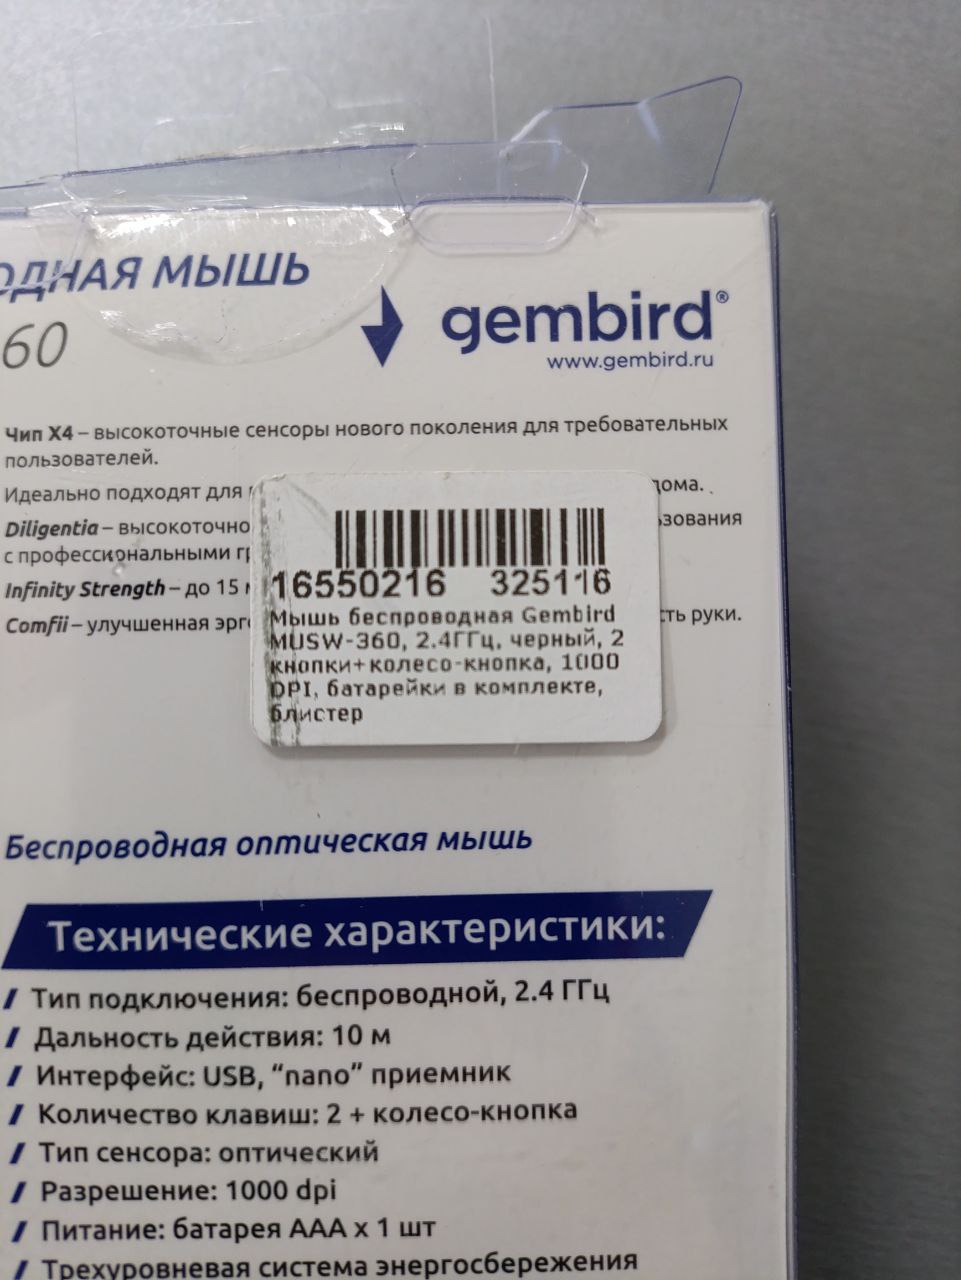 МЫШЬ
gembird®
60
www.gembird.ru
Чип X4 – высокоточные сенсоры нового поколения для требовательных
пользователей.
Идеально подходят для дома.
Diligentia – высокоточно
с профессиональными
Infinity Strength – до 15
Comfii – улучшенная руки.
16550216 325116
Мышь беспроводная Gembird
MUSW-360, 2.4ГГц, черный, 2
кнопки+колесо-кнопка, 1000
DPI, батарейки в комплекте,
блистер
Беспроводная оптическая мышь
Технические характеристики:
Тип подключения: беспроводной, 2.4 ГГц
Дальность действия: 10 м
Интерфейс: USB, “nano” приемник
Количество клавиш: 2 + колесо-кнопка
Тип сенсора: оптический
Разрешение: 1000 dpi
Питание: батарея AAA x 1 шт
Трехуровневая система энергосбережения